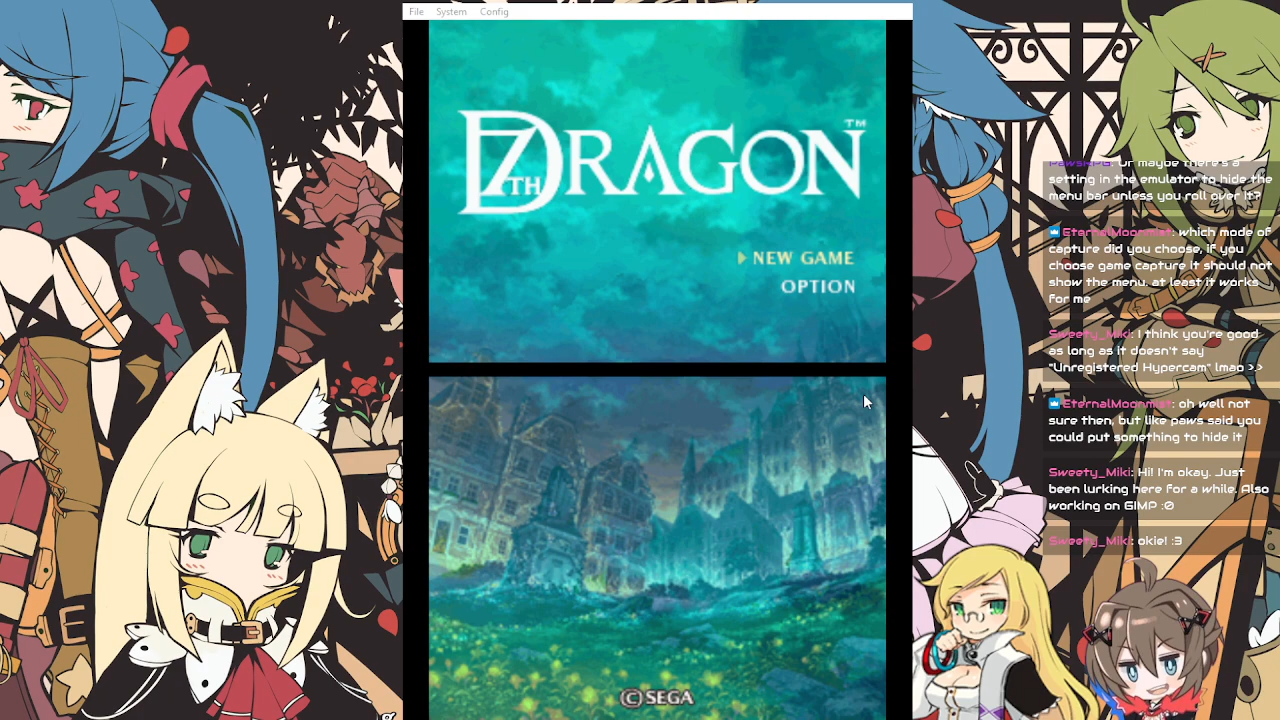 File System Config
7TH DRAGON™
NEW GAME
OPTION
© SEGA
PawsRPG: Or maybe there's a
setting in the emulator to hide the
menu bar unless you roll over it?
EternalMoonmist: which mode of
capture did you choose, if you
choose game capture it should not
show the menu. at least it works
for me
Sweety_Miki: I think you're good
as long as it doesn't say
"Unregistered Hypercam" lmao >.>
EternalMoonmist: oh well not
sure then, but like paws said you
could put something to hide it
Sweety_Miki: Hi! I'm okay. Just
been lurking here for a while. Also
working on GIMP :0
Sweety_Miki: okie! :3